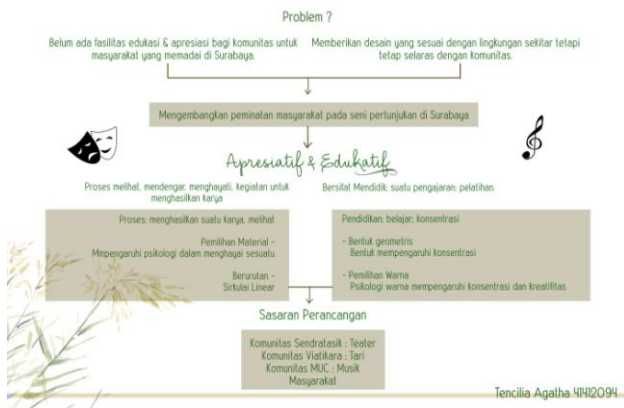 Problem ?
Belum ada fasilitas edukasi & apresiasi bagi komunitas untuk
masyarakat yang memadai di Surabaya.
Memberikan desain yang sesuai dengan lingkungan sekitar tetapi
tetap selaras dengan komunitas.
Mengembangkan peminatan masyarakat pada seni pertunjukan di Surabaya
Apresiatif & Edukatif
Proses melihat, mendengar, menghayati, kegiatan untuk
menghasilkan karya
Bersifat Mendidik; suatu pengajaran; pelatihan.
Proses; menghasilkan suatu karya, melihat
Pemilihan Material -
Mmpengaruhi psikologi dalam menghayai sesuatu
Berurutan -
Sirkulai Linear
Pendidikan; belajar; konsentrasi
- Bentuk geometris
Bentuk mempengaruhi konsentrasi
- Pemilihan Warna
Psikologi warna mempengaruhi konsentrasi dan kreatifitas
Sasaran Perancangan
Komunitas Sendratasik : Teater
Komunitas Viatikara : Tari
Komunitas MUC : Musik
Masyarakat
Tencilia Agatha 41412094